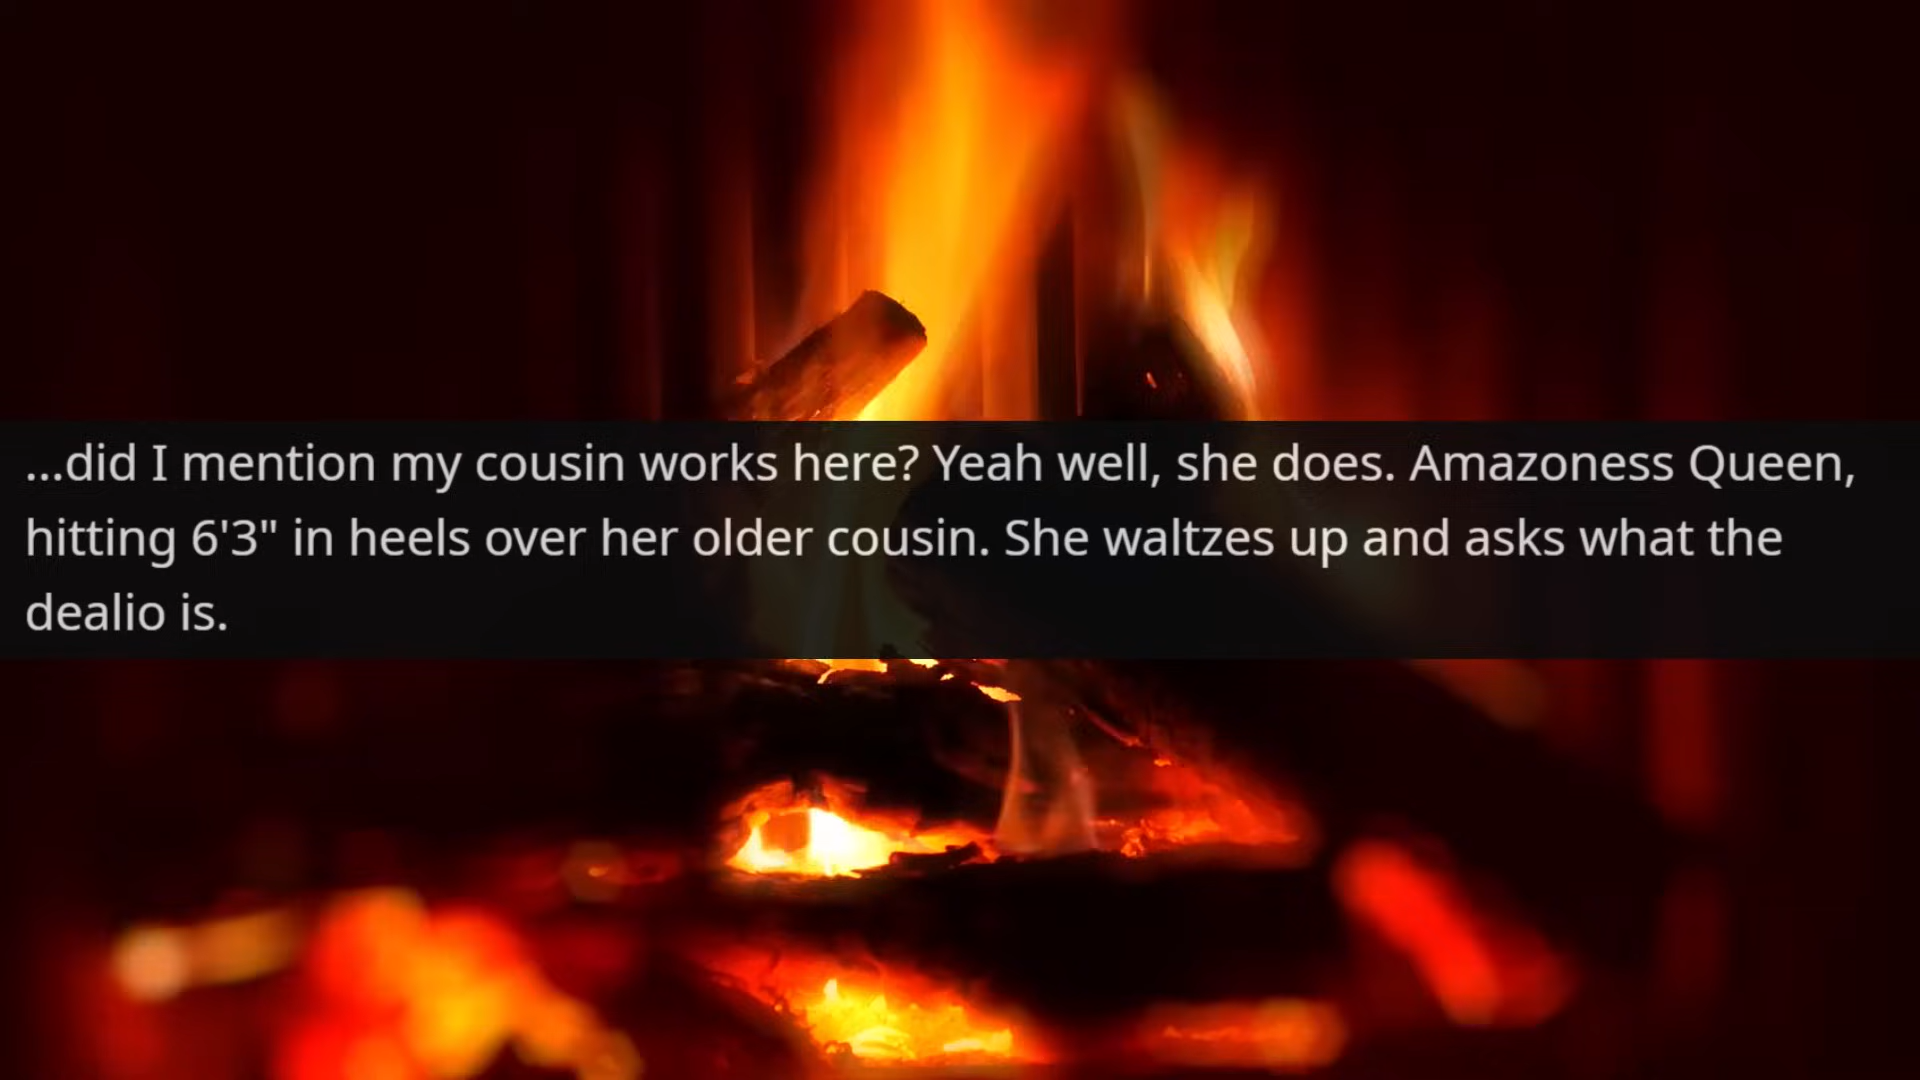 ...did I mention my cousin works here? Yeah well, she does. Amazoness Queen,
hitting 6'3" in heels over her older cousin. She waltzes up and asks what the
dealio is.